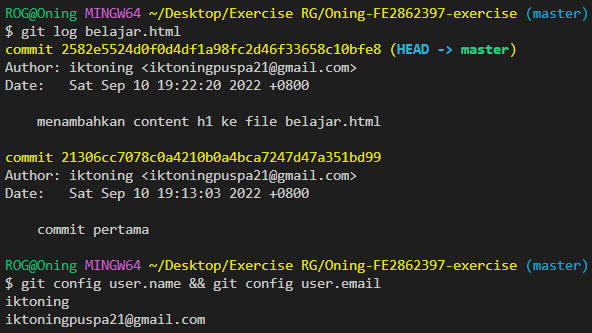 ROG@Oning MINGW64 ~/Desktop/Exercise RG/Oning-FE2862397-exercise (master)
$ git log belajar.html
commit 2582e5524d0f0d4df1a98fc2d46f33658c10bfe8 (HEAD -> master)
Author: iktoning <iktoningpuspa21@gmail.com>
Date:   Sat Sep 10 19:22:20 2022 +0800
    menambahkan content h1 ke file belajar.html
commit 21306cc7078c0a4210b0a4bca7247d47a351bd99
Author: iktoning <iktoningpuspa21@gmail.com>
Date:   Sat Sep 10 19:13:03 2022 +0800
    commit pertama
ROG@Oning MINGW64 ~/Desktop/Exercise RG/Oning-FE2862397-exercise (master)
$ git config user.name && git config user.email
iktoning
iktoningpuspa21@gmail.com